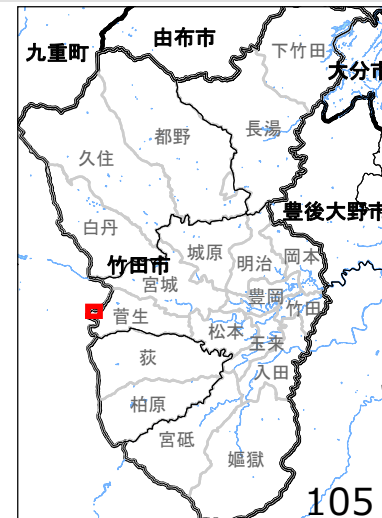 九重町
由布市
下竹田
大分市
長湯
都野
久住
豊後大野市
白丹
城原
岡本
明治
竹田市
宮城
豊岡
竹田
菅生
松本
玉来
荻
入田
柏原
宮砥
嫗獄
105